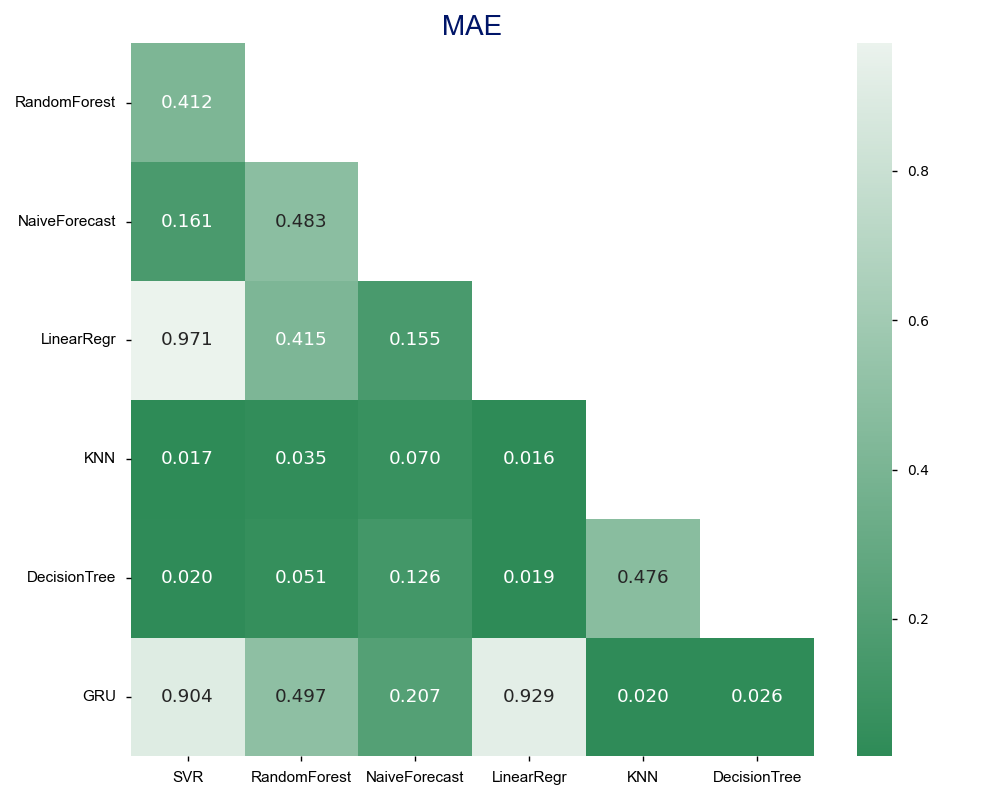 MAE
RandomForest 0.412
0.8
NaiveForecast 0.161 0.483
0.6
LinearRegr 0.971 0.415 0.155
KNN 0.017 0.035 0.070 0.016
0.4
DecisionTree 0.020 0.051 0.126 0.019 0.476
0.2
GRU 0.904 0.497 0.207 0.929 0.020 0.026
SVR RandomForest NaiveForecast LinearRegr KNN DecisionTree